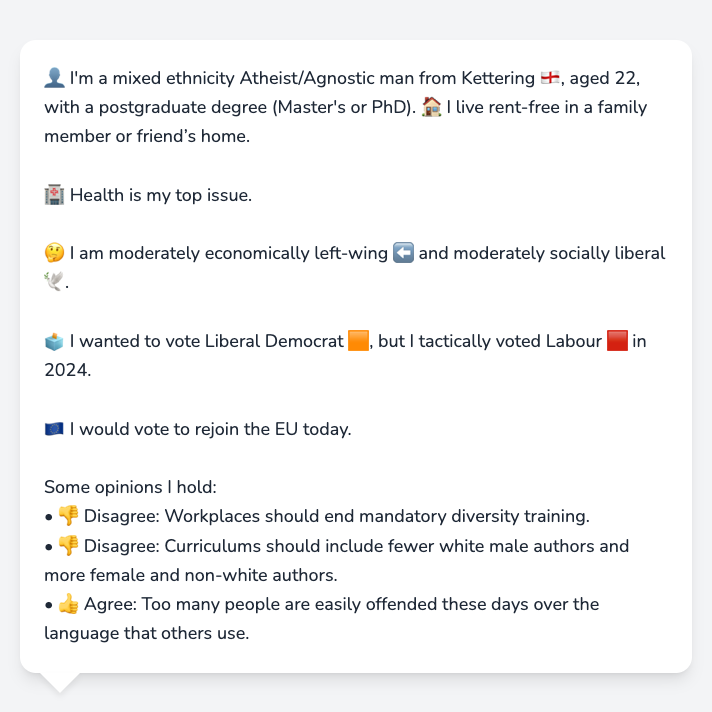 👤 I'm a mixed ethnicity Atheist/Agnostic man from Kettering 🏴󠁧󠁢󠁥󠁮󠁧󠁿, aged 22,
with a postgraduate degree (Master's or PhD). 🏠 I live rent-free in a family
member or friend’s home.
🏥 Health is my top issue.
🤔 I am moderately economically left-wing ⬅️ and moderately socially liberal
🕊️.
🗳️ I wanted to vote Liberal Democrat 🟧, but I tactically voted Labour 🟥 in
2024.
🇪🇺 I would vote to rejoin the EU today.
Some opinions I hold:
• 👎 Disagree: Workplaces should end mandatory diversity training.
• 👎 Disagree: Curriculums should include fewer white male authors and
more female and non-white authors.
• 👍 Agree: Too many people are easily offended these days over the
language that others use.